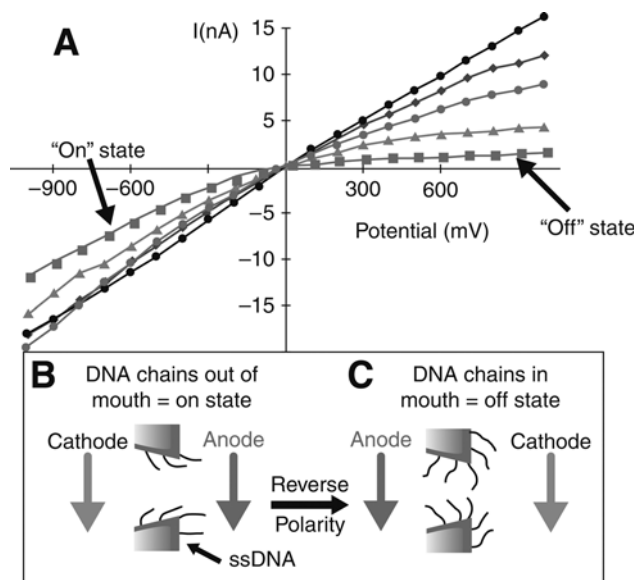 A
I(nA)
15
10
5
"On" state
−900
−600
300
600
−5
Potential (mV)
"Off" state
−10
−15
B
DNA chains out of
mouth = on state
C
DNA chains in
mouth = off state
Cathode
Anode
Reverse
Polarity
Anode
Cathode
ssDNA